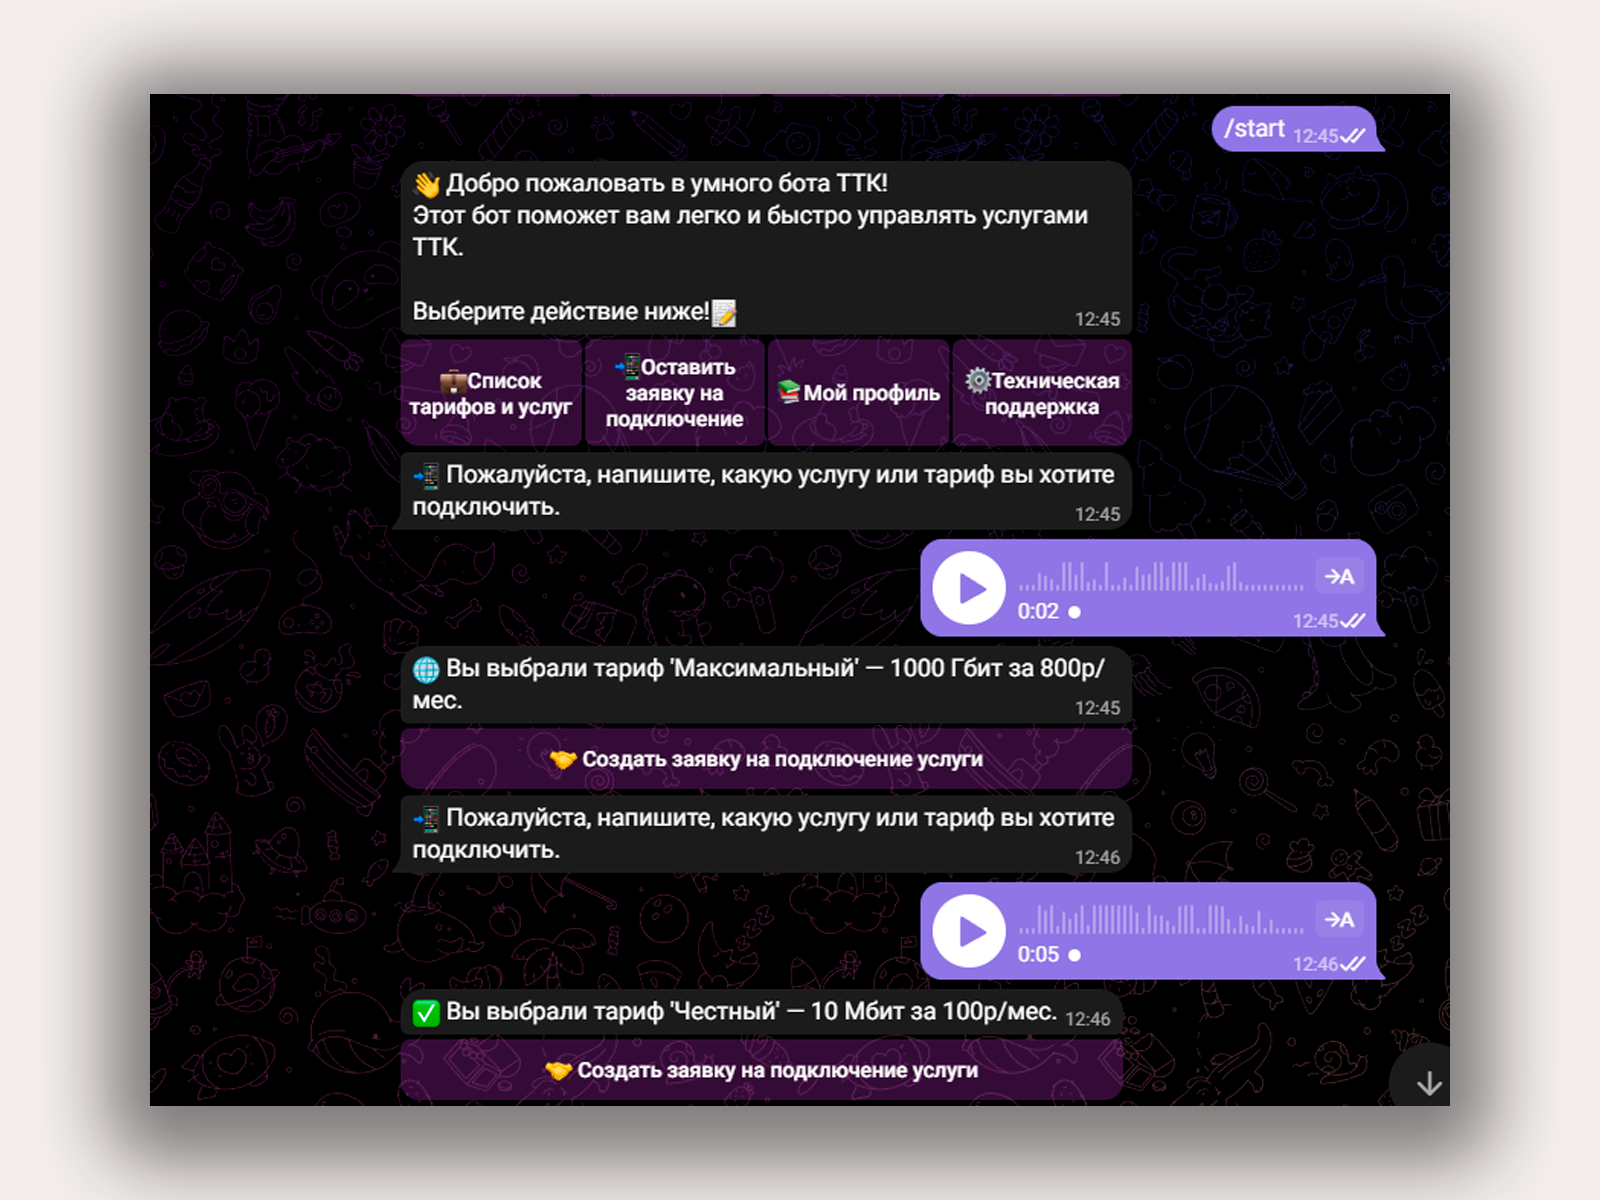 /start 12:45
👋 Добро пожаловать в умного бота ТТК!
Этот бот поможет вам легко и быстро управлять услугами
ТТК.
Выберите действие ниже!📝
12:45
💼Список
тарифов и услуг
📲Оставить
заявку на
подключение
📚Мой профиль
⚙️Техническая
поддержка
📲 Пожалуйста, напишите, какую услугу или тариф вы хотите
подключить.
12:45
→A
0:02
12:45
🌐 Вы выбрали тариф 'Максимальный' — 1000 Гбит за 800р/
мес.
12:45
🤝 Создать заявку на подключение услуги
📲 Пожалуйста, напишите, какую услугу или тариф вы хотите
подключить.
12:46
→A
0:05
12:46
✅ Вы выбрали тариф 'Честный' — 10 Мбит за 100р/мес. 12:46
🤝 Создать заявку на подключение услуги